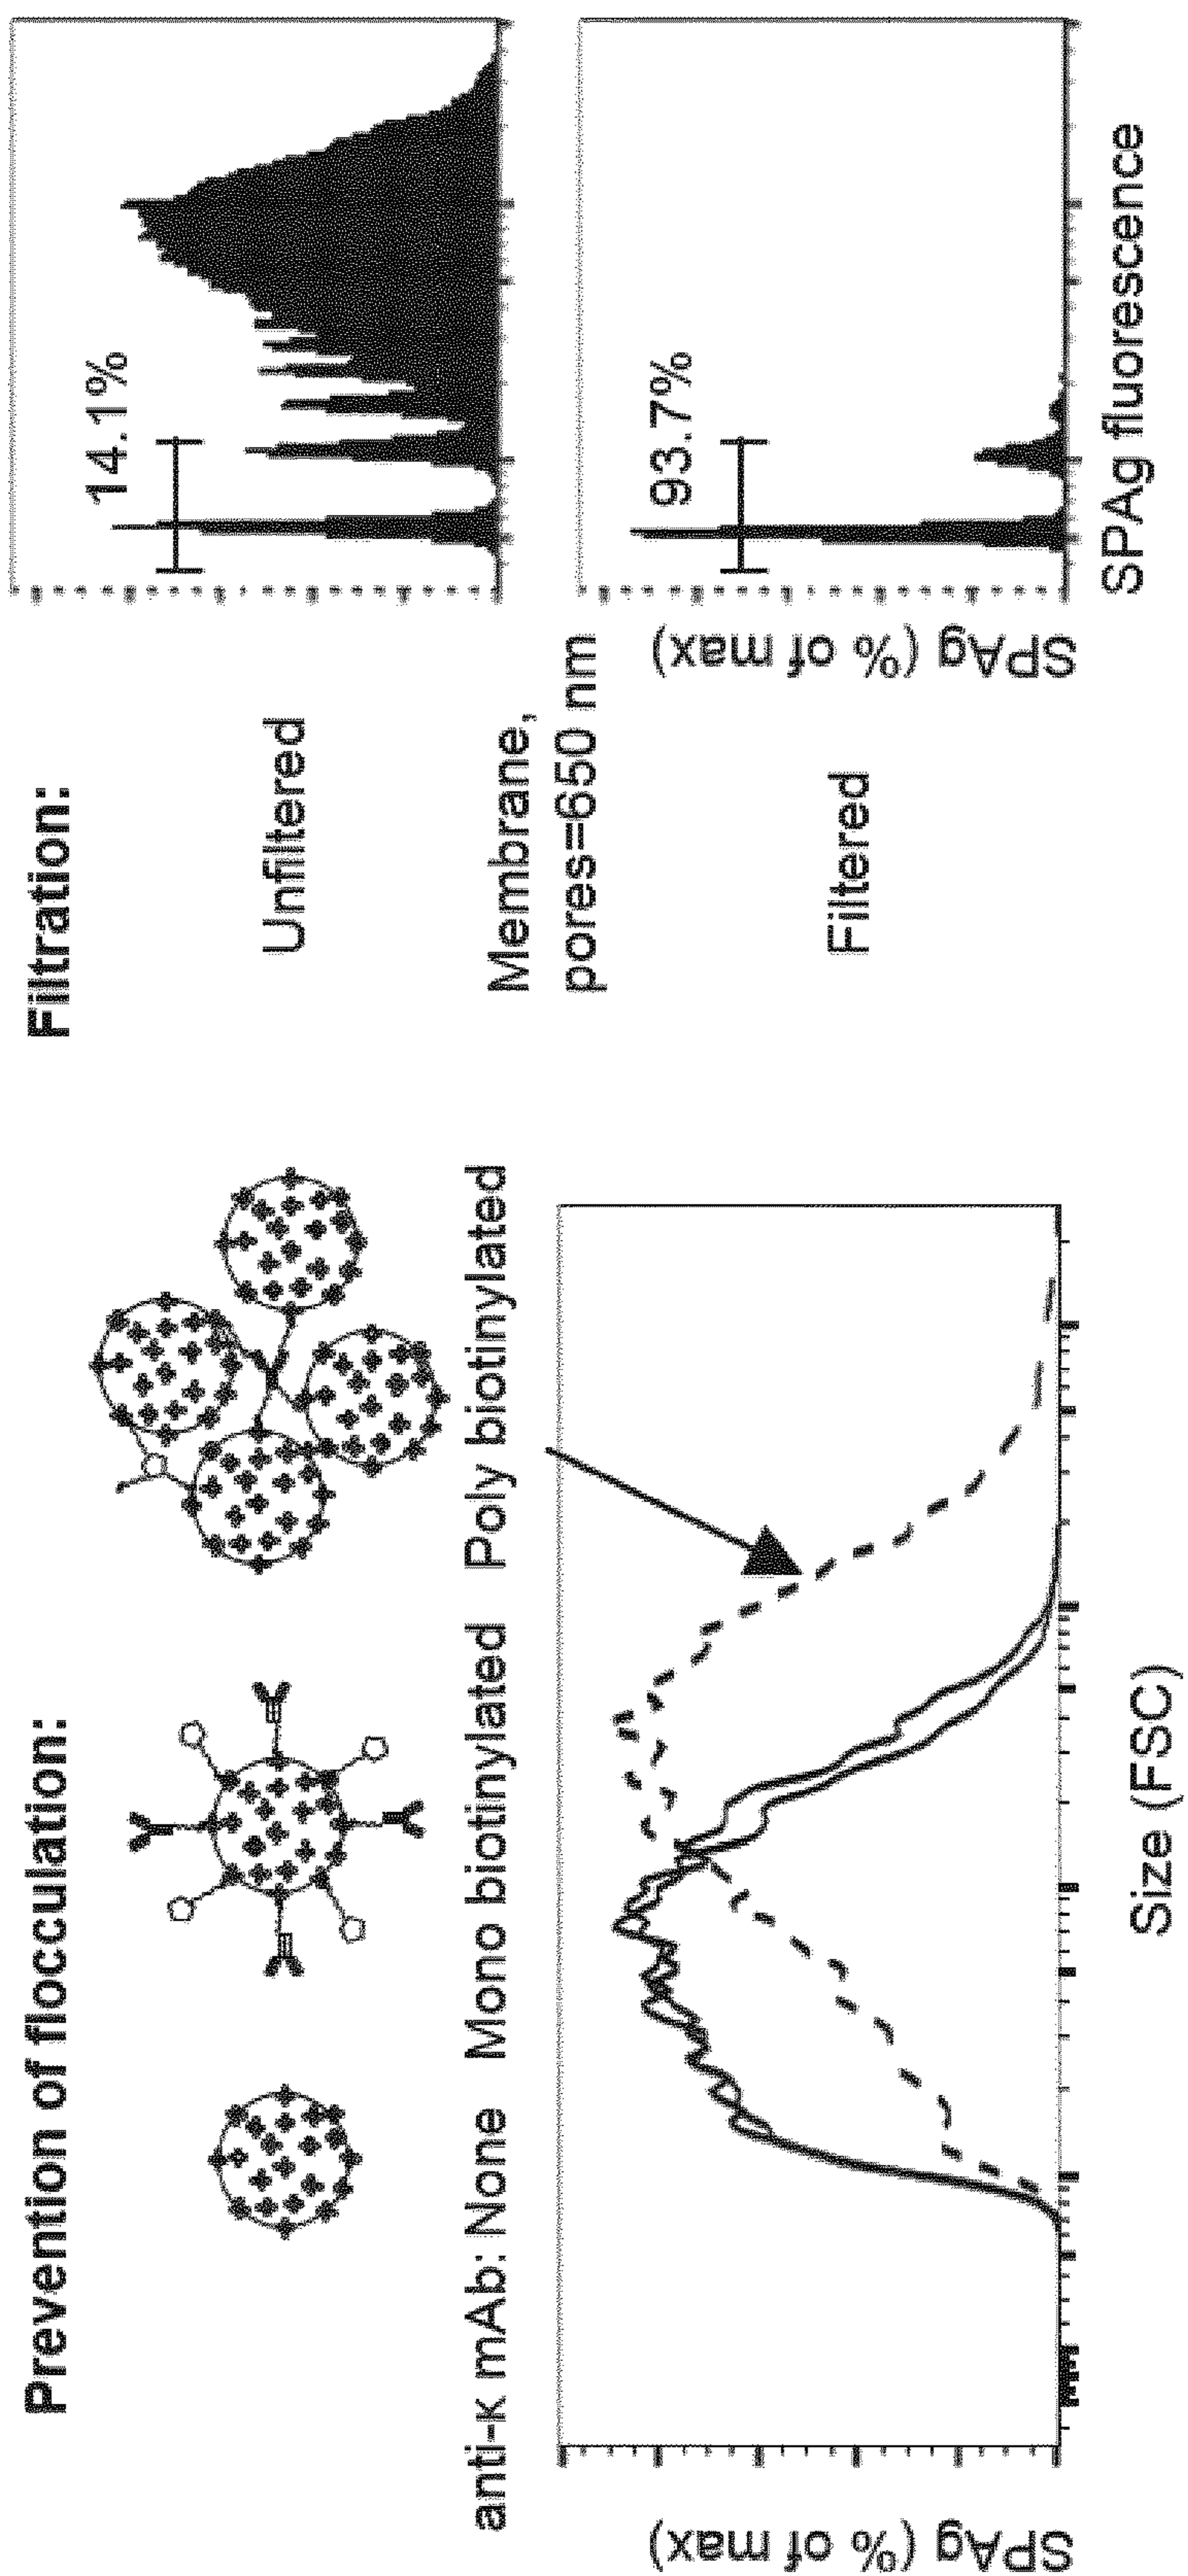 Prevention of flocculation:
anti-κ mAb: None Mono biotinylated Poly biotinylated
SPAg (% of max)
Size (FSC)
Filtration:
Unfiltered
14.1%
Membrane,
pores=650 nm
Filtered
93.7%
SPAg (% of max)
SPAg fluorescence